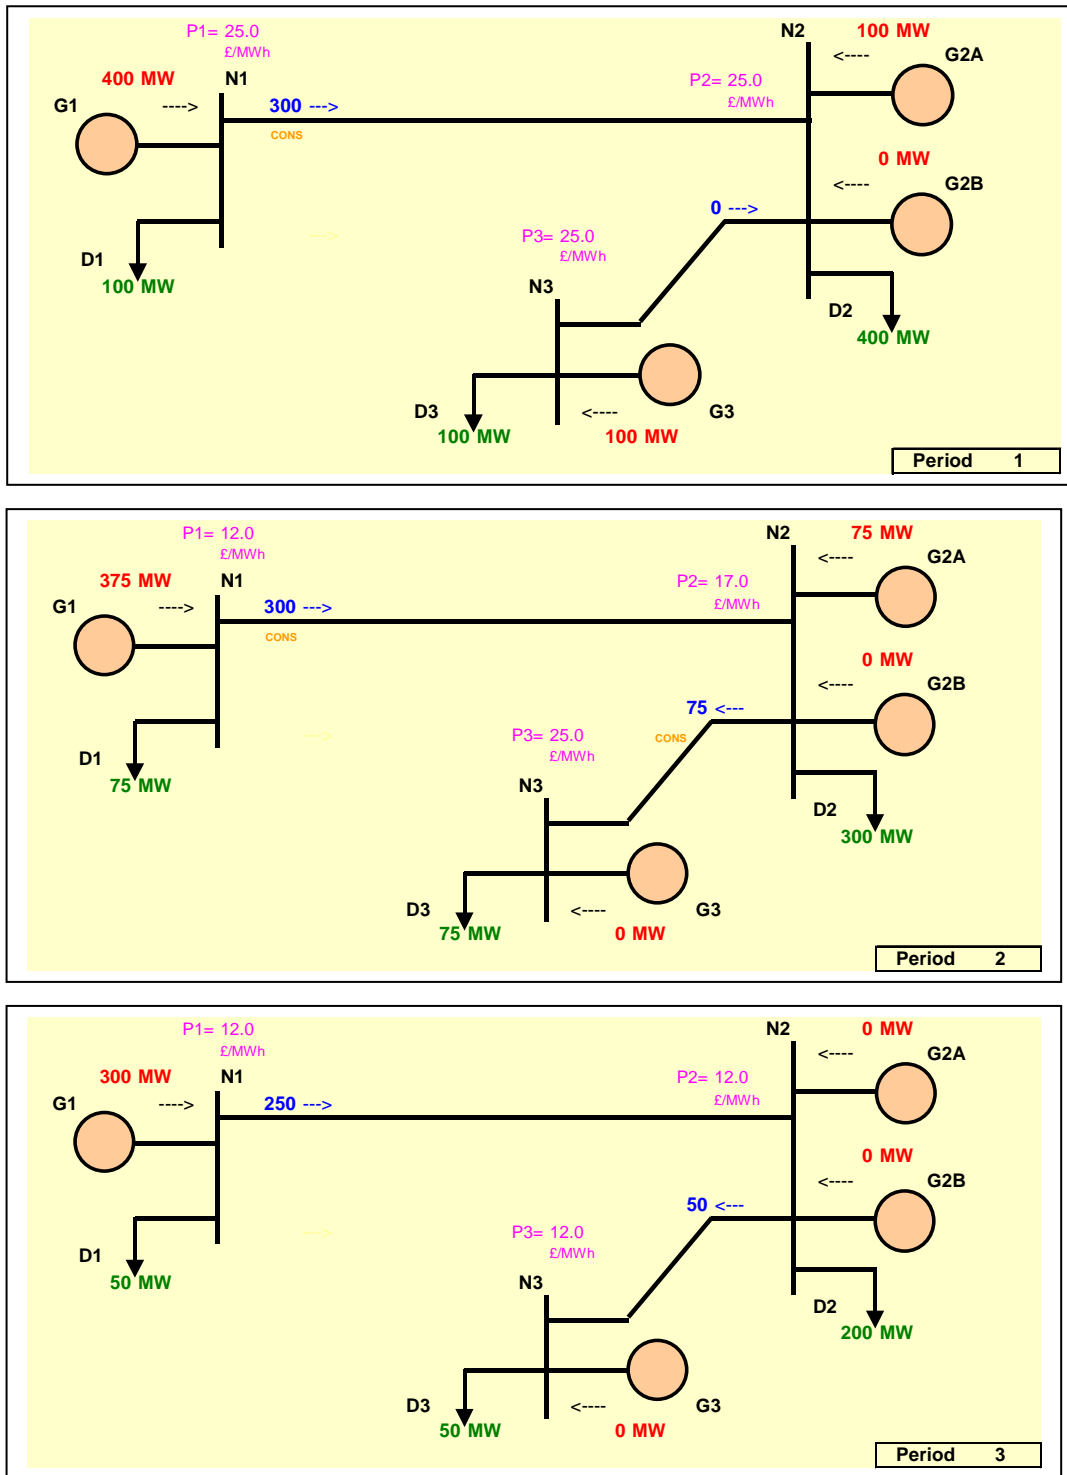 P1= 25.0
£/MWh
N2
100 MW
400 MW
N1
P2= 25.0
£/MWh
<----
G2A
G1
---->
300 --->
CONS
0 MW
<----
G2B
0 --->
P3= 25.0
£/MWh
--->
D1
100 MW
N3
D2
400 MW
D3
<----
G3
100 MW
100 MW
Period 1
P1= 12.0
£/MWh
N2
75 MW
375 MW
N1
P2= 17.0
£/MWh
<----
G2A
G1
---->
300 --->
CONS
0 MW
<----
G2B
75 <---
CONS
P3= 25.0
£/MWh
--->
D1
75 MW
N3
D2
300 MW
D3
<----
G3
75 MW
0 MW
Period 2
P1= 12.0
£/MWh
N2
0 MW
300 MW
N1
P2= 12.0
£/MWh
<----
G2A
G1
---->
250 --->
0 MW
<----
G2B
50 <---
P3= 12.0
£/MWh
--->
D1
50 MW
N3
D2
200 MW
D3
<----
G3
50 MW
0 MW
Period 3